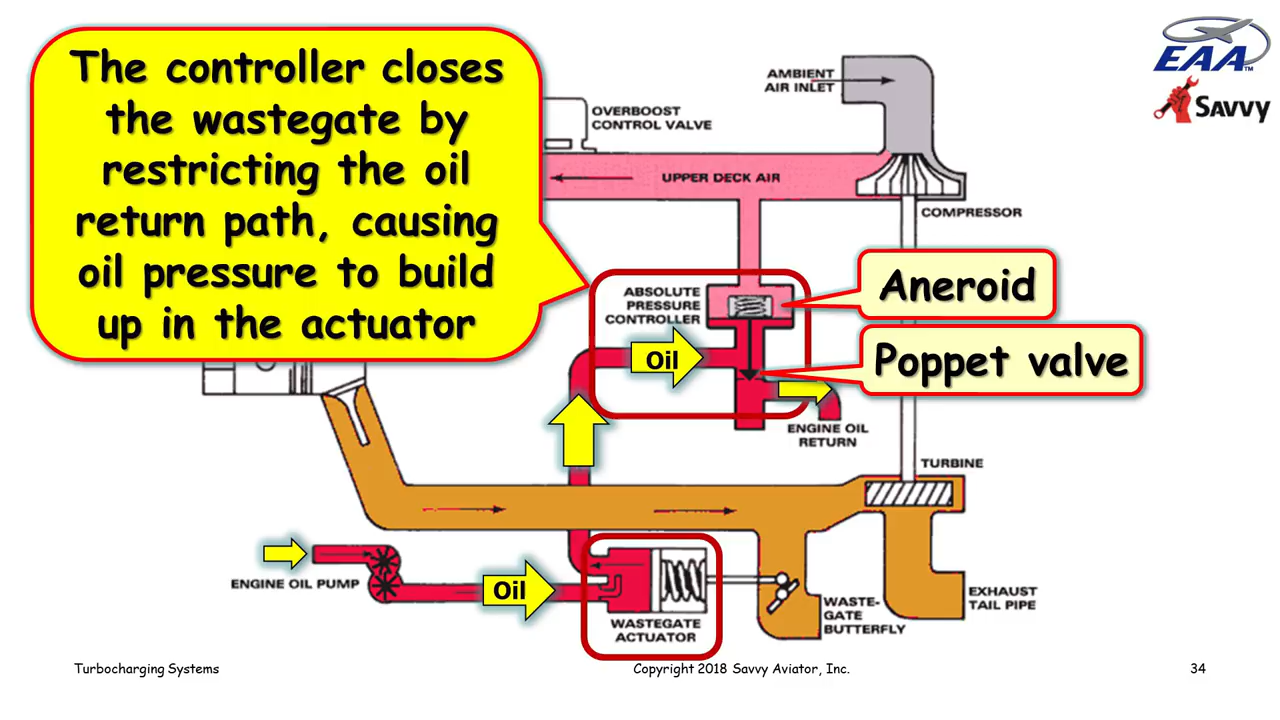 The controller closes
the wastegate by
restricting the oil
return path, causing
oil pressure to build
up in the actuator
EAA™
Savvy
AMBIENT
AIR INLET
OVERBOOST
CONTROL VALVE
UPPER DECK AIR
COMPRESSOR
ABSOLUTE
PRESSURE
CONTROLLER
Aneroid
Poppet valve
Oil
ENGINE OIL
RETURN
TURBINE
ENGINE OIL PUMP
Oil
WASTEGATE
ACTUATOR
WASTE-
GATE
BUTTERFLY
EXHAUST
TAIL PIPE
Turbocharging Systems
Copyright 2018 Savvy Aviator, Inc.
34